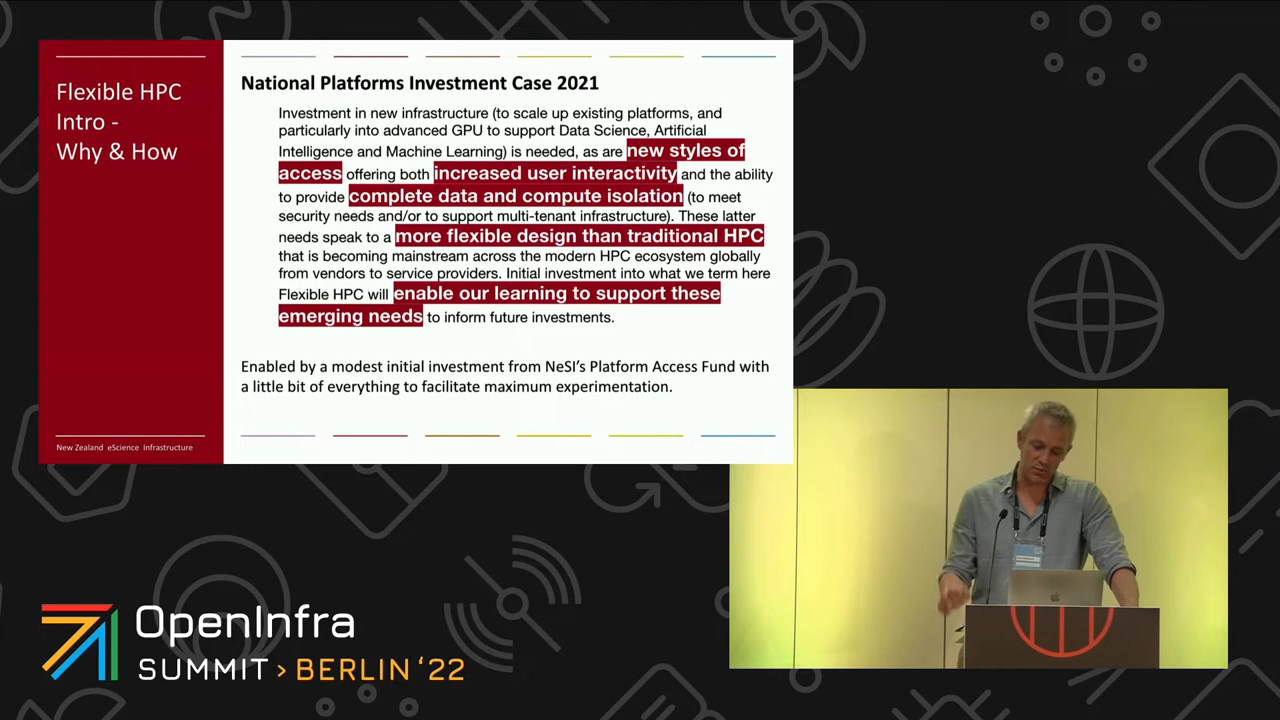 Flexible HPC
Intro -
Why & How
New Zealand eScience Infrastructure
National Platforms Investment Case 2021
Investment in new infrastructure (to scale up existing platforms, and
particularly into advanced GPU to support Data Science, Artificial
Intelligence and Machine Learning) is needed, as are new styles of
access offering both increased user interactivity and the ability
to provide complete data and compute isolation (to meet
security needs and/or to support multi-tenant infrastructure). These latter
needs speak to a more flexible design than traditional HPC
that is becoming mainstream across the modern HPC ecosystem globally
from vendors to service providers. Initial investment into what we term here
Flexible HPC will enable our learning to support these
emerging needs to inform future investments.
Enabled by a modest initial investment from NeSI's Platform Access Fund with
a little bit of everything to facilitate maximum experimentation.
OpenInfra
SUMMIT > BERLIN '22